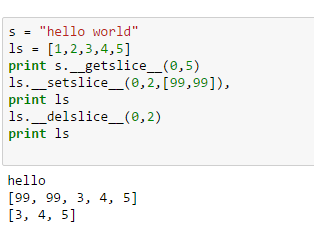 s = "hello world"
ls = [1,2,3,4,5]
print s.__getslice__(0,5)
ls.__setslice__(0,2,[99,99]),
print ls
ls.__delslice__(0,2)
print ls
hello
[99, 99, 3, 4, 5]
[3, 4, 5]